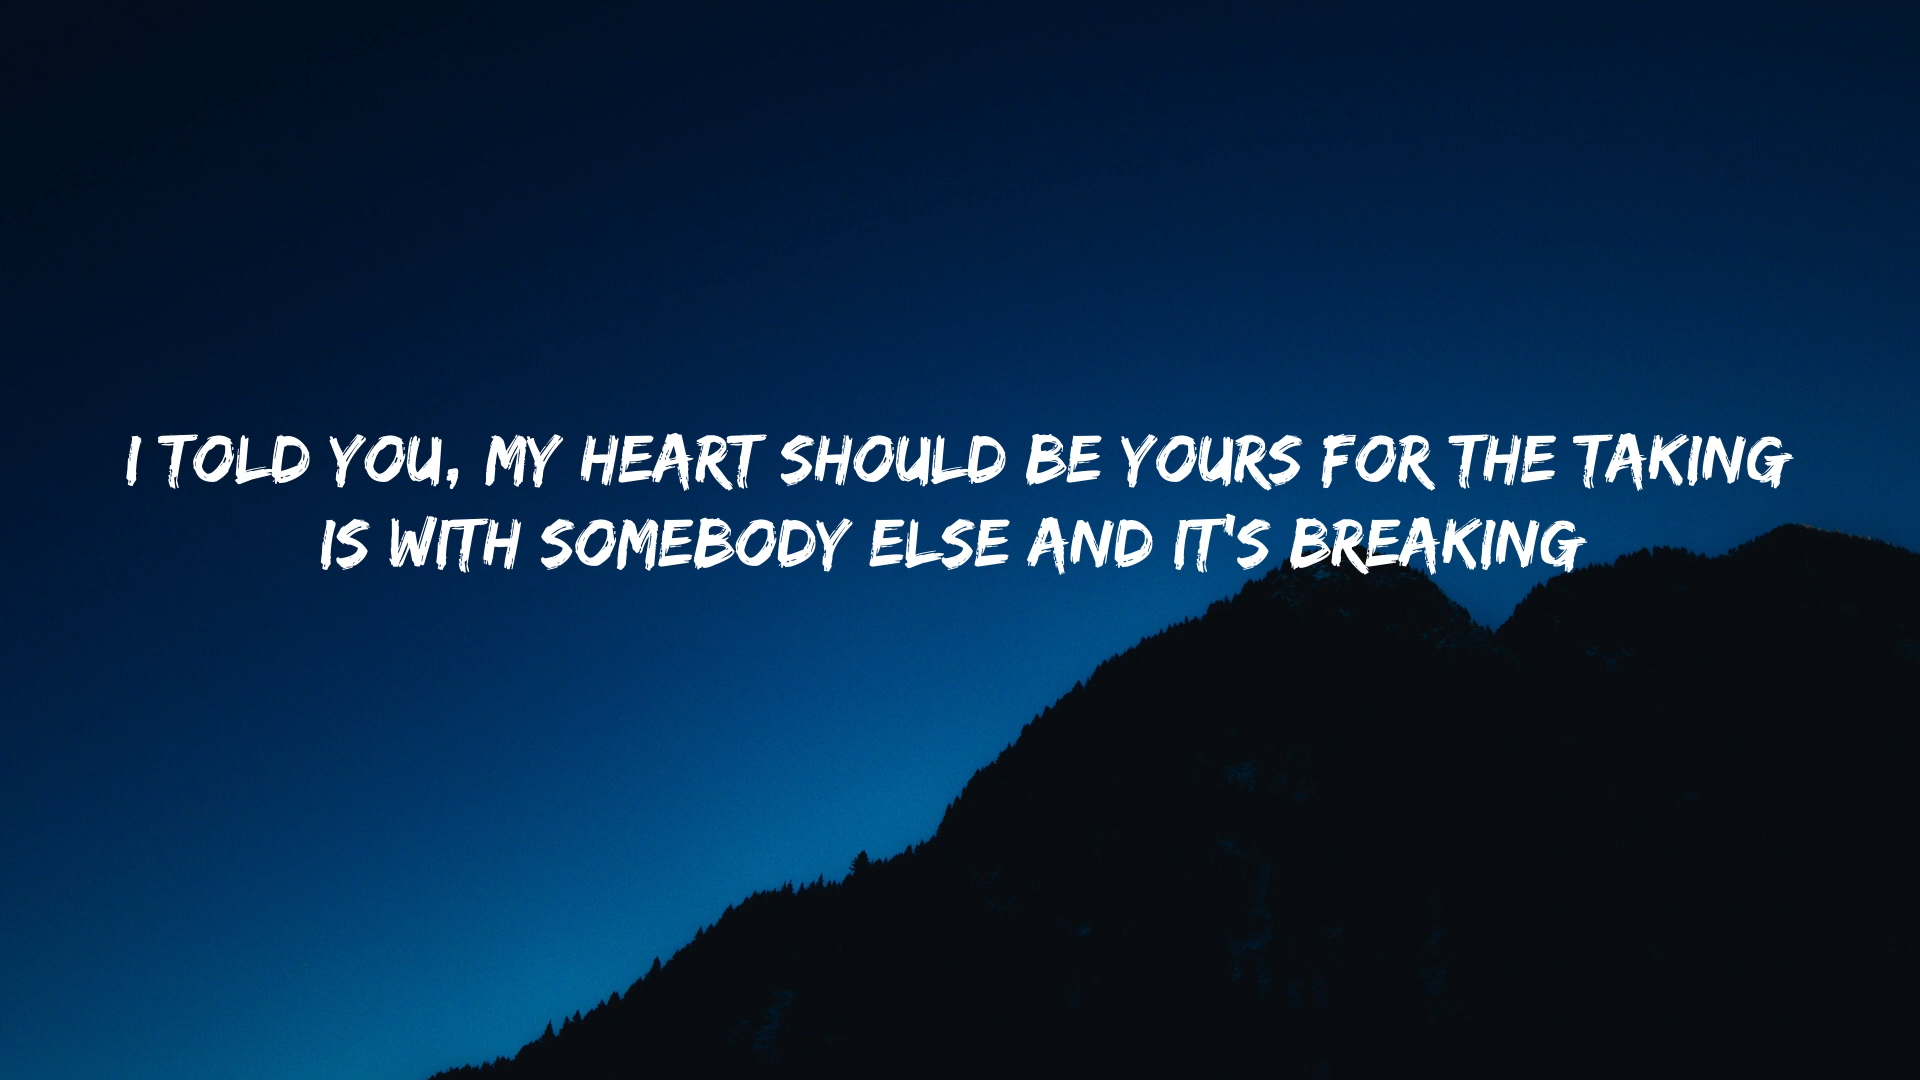 I TOLD YOU, MY HEART SHOULD BE YOURS FOR THE TAKING
IS WITH SOMEBODY ELSE AND IT'S BREAKING